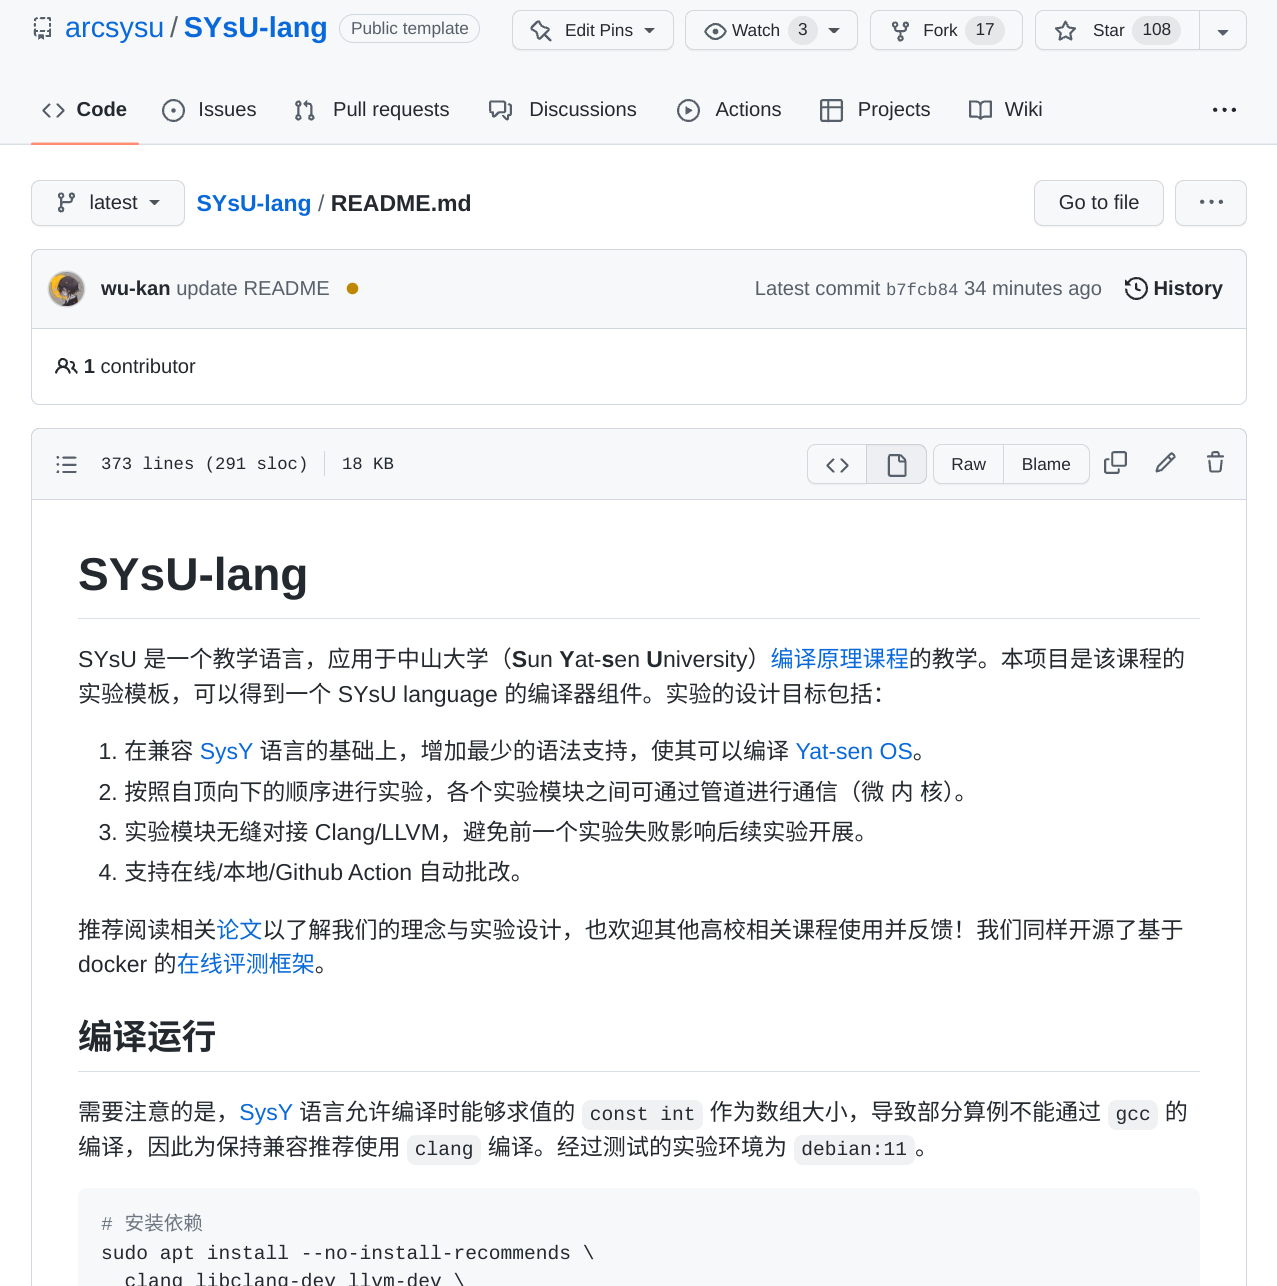 arcsysu / SYsU-lang Public template Edit Pins Watch 3 Fork 17 Star 108
Code Issues Pull requests Discussions Actions Projects Wiki
latest SYsU-lang / README.md Go to file
wu-kan update README Latest commit b7fcb84 34 minutes ago History
1 contributor
373 lines (291 sloc) 18 KB Raw Blame
SYsU-lang
SYsU 是一个教学语言，应用于中山大学（Sun Yat-sen University）编译原理课程的教学。本项目是该课程的
实验模板，可以得到一个 SYsU language 的编译器组件。实验的设计目标包括：
1. 在兼容 SysY 语言的基础上，增加最少的语法支持，使其可以编译 Yat-sen OS。
2. 按照自顶向下的顺序进行实验，各个实验模块之间可通过管道进行通信（微 内 核）。
3. 实验模块无缝对接 Clang/LLVM，避免前一个实验失败影响后续实验开展。
4. 支持在线/本地/Github Action 自动批改。
推荐阅读相关论文以了解我们的理念与实验设计，也欢迎其他高校相关课程使用并反馈！我们同样开源了基于
docker 的在线评测框架。
编译运行
需要注意的是，SysY 语言允许编译时能够求值的 const int 作为数组大小，导致部分算例不能通过 gcc 的
编译，因此为保持兼容推荐使用 clang 编译。经过测试的实验环境为 debian:11。
# 安装依赖
sudo apt install --no-install-recommends \
clang libclang-dev llvm-dev \